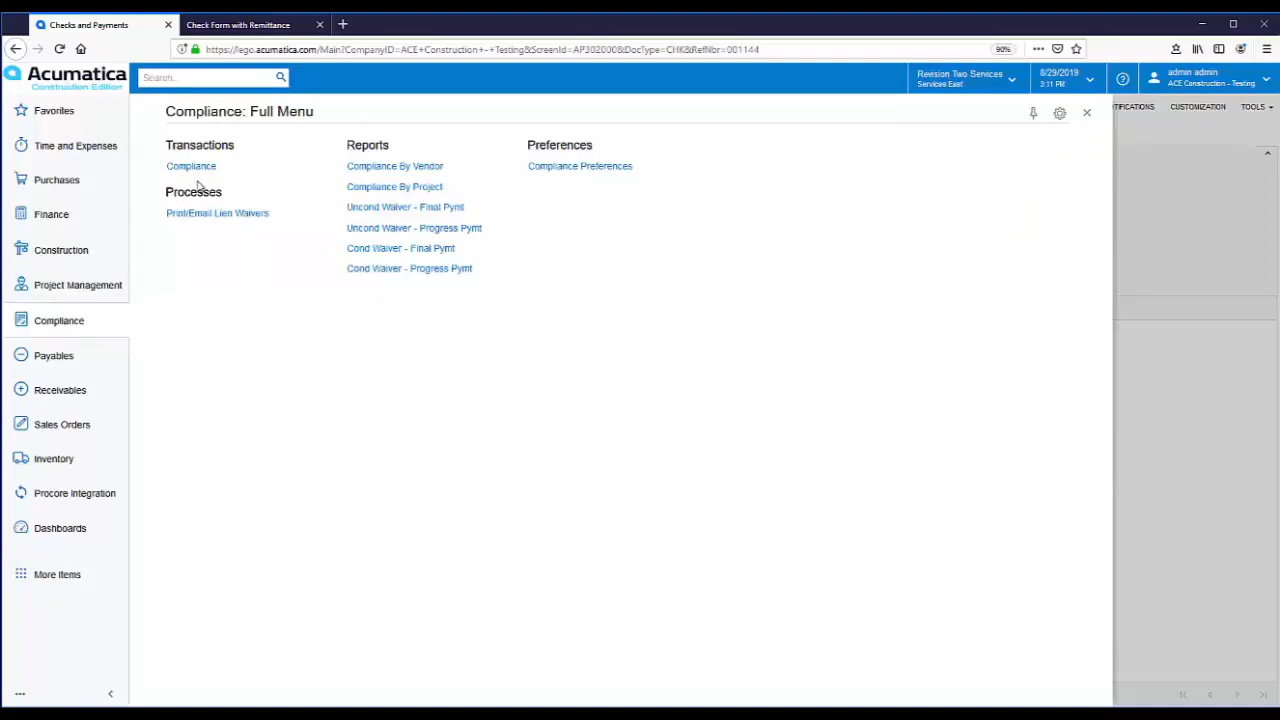 Checks and Payments
Check Form with Remittance
https://lego.acumatica.com/Main?CompanyID=ACE+Construction+-+Testing&ScreenId=AP302000&DocType=CHK&RefNbr=001144
90%
Acumatica
Construction Edition
Search...
Revision Two Services
Services East
8/29/2019
3:11 PM
admin admin
ACE Construction - Testing
Favorites
Time and Expenses
Purchases
Finance
Construction
Project Management
Compliance
Payables
Receivables
Sales Orders
Inventory
Procore Integration
Dashboards
More Items
Compliance: Full Menu
Transactions
Compliance
Processes
Print/Email Lien Waivers
Reports
Compliance By Vendor
Compliance By Project
Uncond Waiver - Final Pymt
Uncond Waiver - Progress Pymt
Cond Waiver - Final Pymt
Cond Waiver - Progress Pymt
Preferences
Compliance Preferences
TIFICATIONS
CUSTOMIZATION
TOOLS